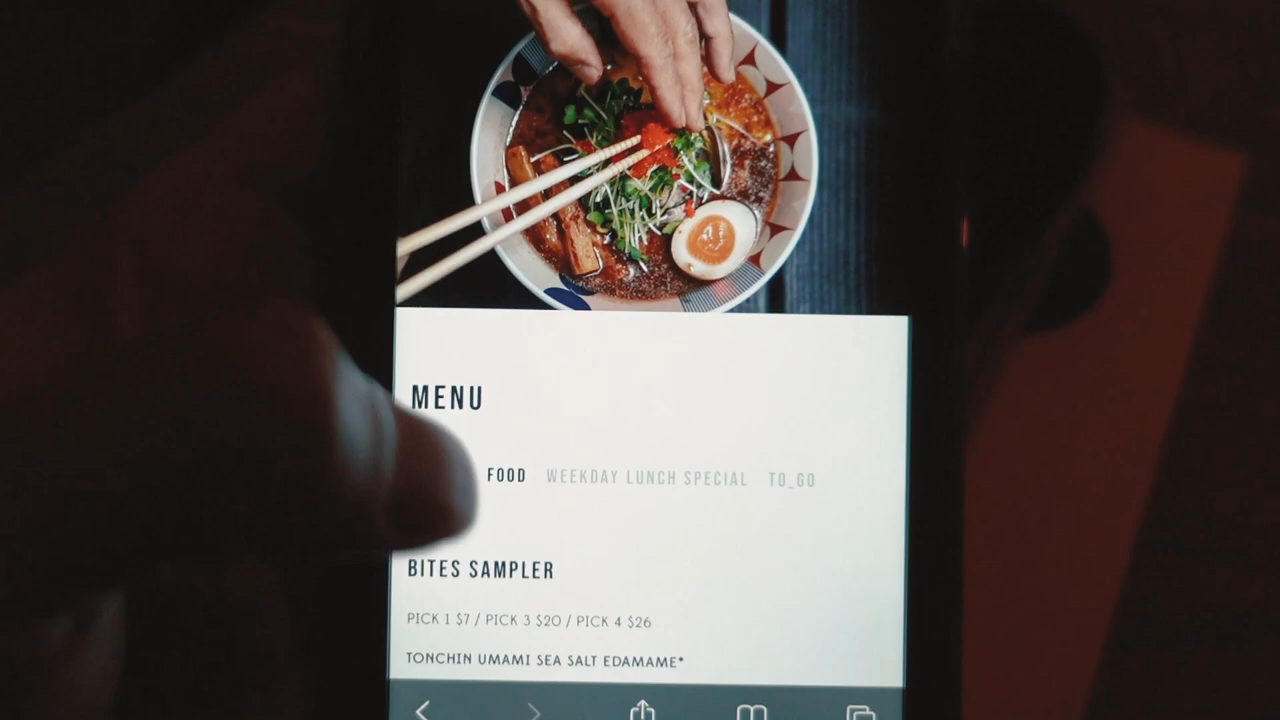 MENU
FOOD WEEKDAY LUNCH SPECIAL TO_GO
BITES SAMPLER
PICK 1 $7 / PICK 3 $20 / PICK 4 $26
TONCHIN UMAMI SEA SALT EDAMAME*